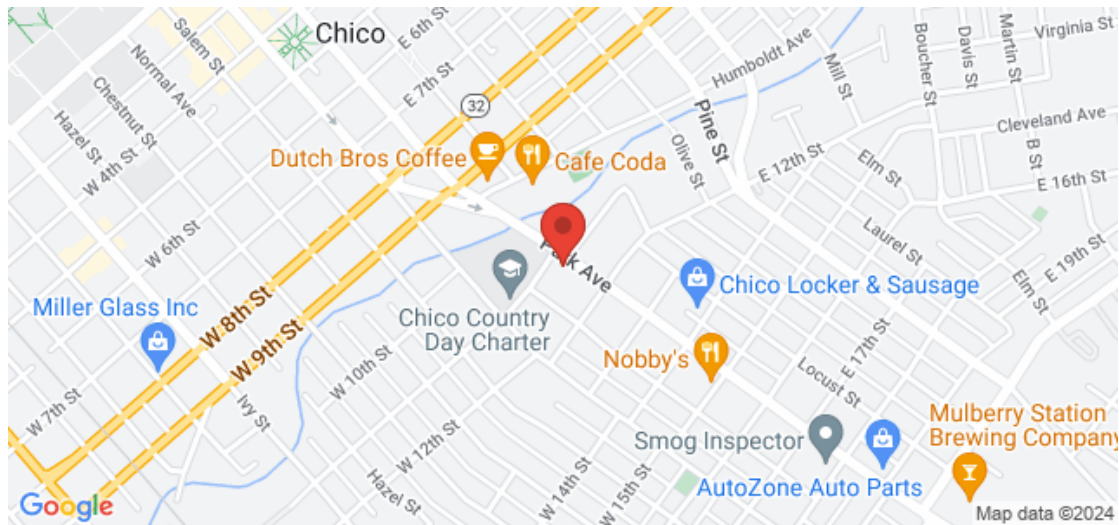 Chico
E 6th St
Salem St
Normal Ave
Chestnut St
Hazel St
W 4th St
E 7th St
32
Humboldt Ave
Mill St
Boucher St
Davis St
Martin St
Virginia St
Cleveland Ave
B St
E 16th St
Pine St
Olive St
E 12th St
Elm St
Dutch Bros Coffee
Cafe Coda
W 6th St
Laurel St
Elm St
E 19th St
Park Ave
Chico Locker & Sausage
Miller Glass Inc
W 8th St
W 9th St
Chico Country
Day Charter
Nobby's
W 10th St
E 17th St
Locust St
W 7th St
Ivy St
W 12th St
Hazel St
W 14th St
W 15th St
Smog Inspector
AutoZone Auto Parts
Mulberry Station
Brewing Company
Google
Map data ©2024